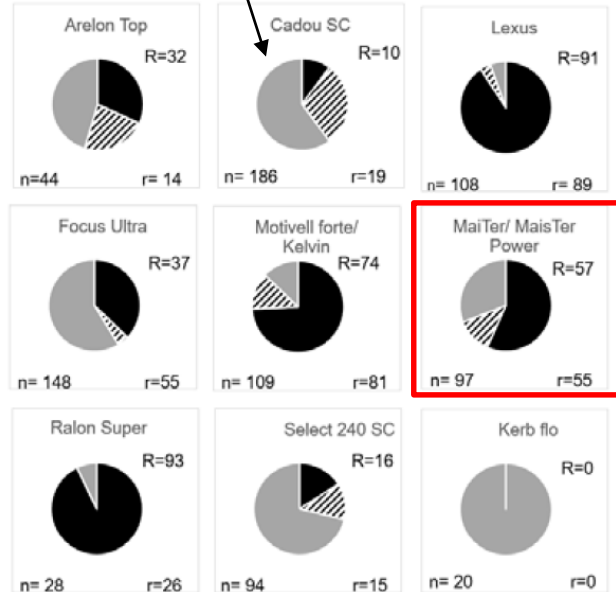 Arelon Top
R=32
n=44 r= 14
Cadou SC
R=10
n= 186 r=19
Lexus
R=91
n= 108 r= 89
Focus Ultra
R=37
n= 148 r=55
Motivell forte/
Kelvin
R=74
n= 109 r=81
MaiTer/ MaisTer
Power
R=57
n= 97 r=55
Ralon Super
R=93
n= 28 r=26
Select 240 SC
R=16
n= 94 r=15
Kerb flo
R=0
n= 20 r=0